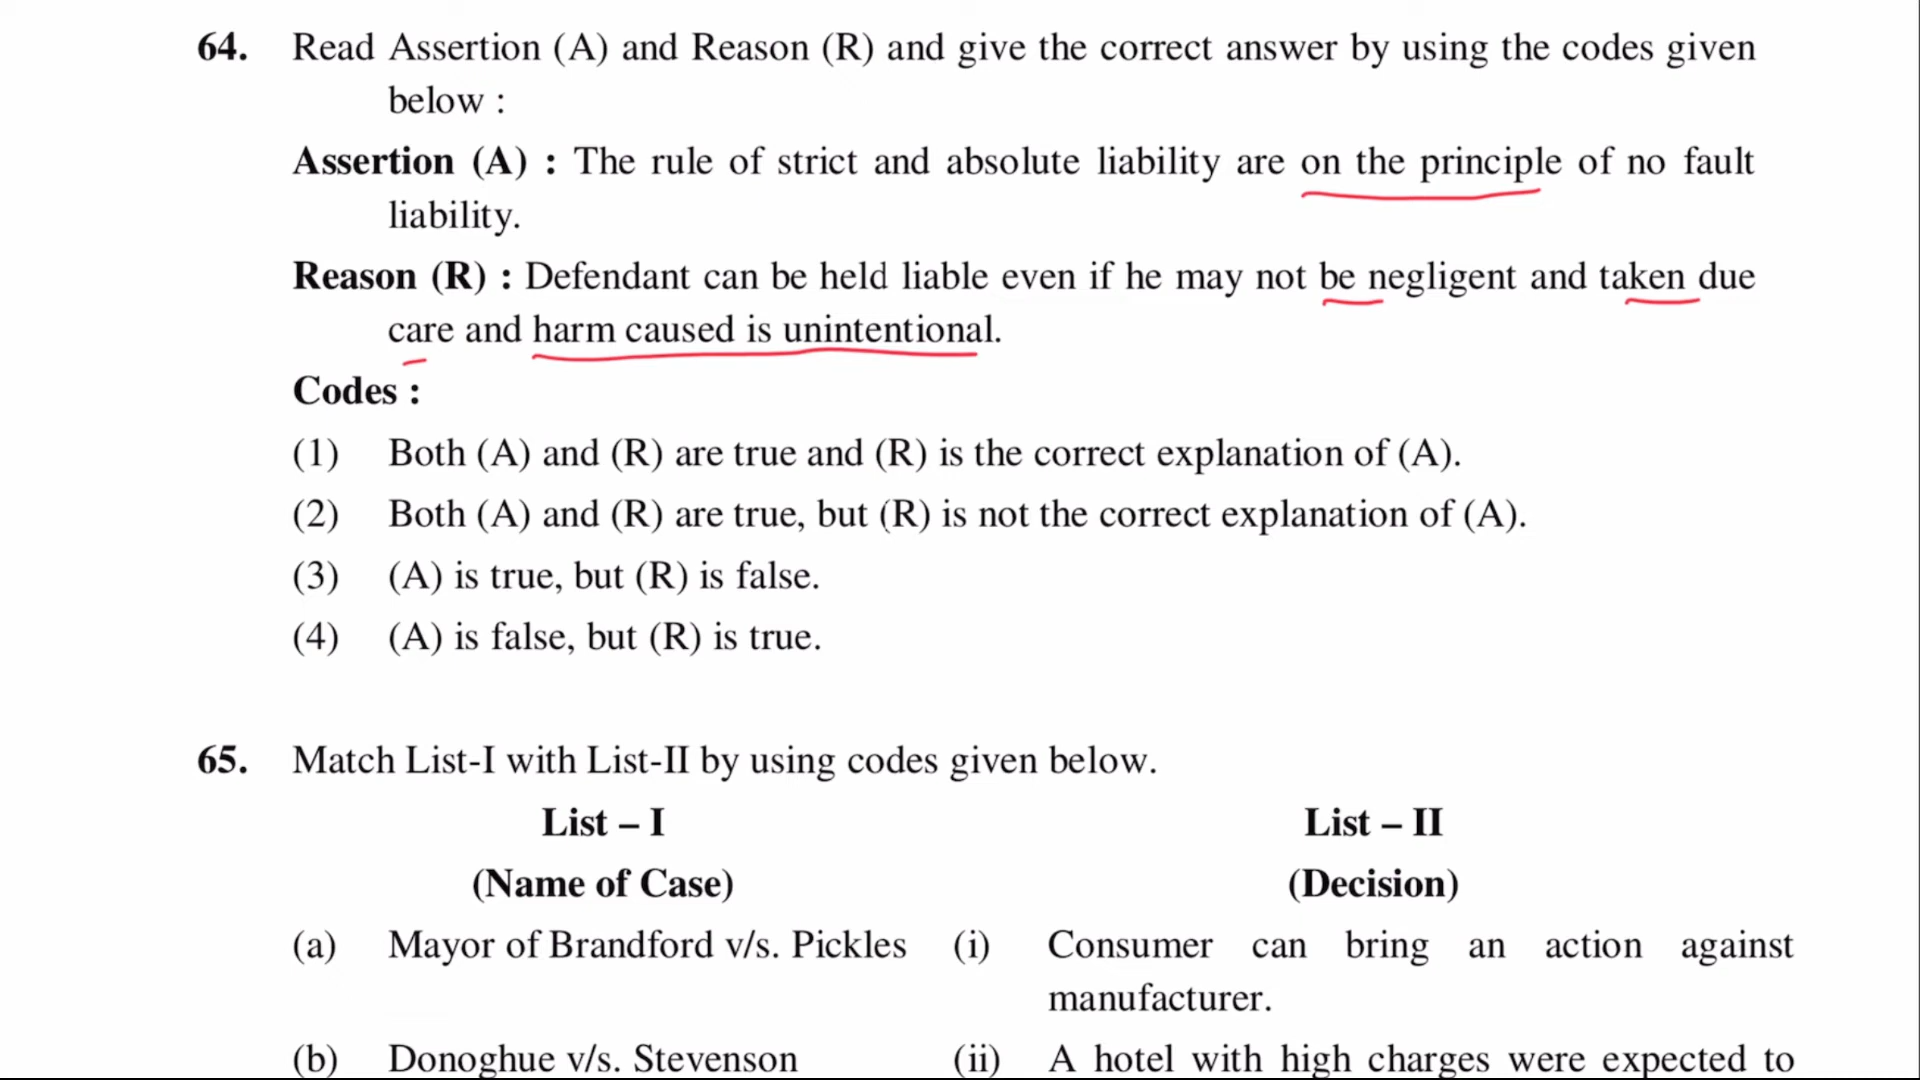 64. Read Assertion (A) and Reason (R) and give the correct answer by using the codes given
below :
Assertion (A) : The rule of strict and absolute liability are on the principle of no fault
liability.
Reason (R) : Defendant can be held liable even if he may not be negligent and taken due
care and harm caused is unintentional.
Codes :
(1) Both (A) and (R) are true and (R) is the correct explanation of (A).
(2) Both (A) and (R) are true, but (R) is not the correct explanation of (A).
(3) (A) is true, but (R) is false.
(4) (A) is false, but (R) is true.
65. Match List-I with List-II by using codes given below.
List – I List – II
(Name of Case) (Decision)
(a) Mayor of Brandford v/s. Pickles (i) Consumer can bring an action against
manufacturer.
(b) Donoghue v/s. Stevenson (ii) A hotel with high charges were expected to